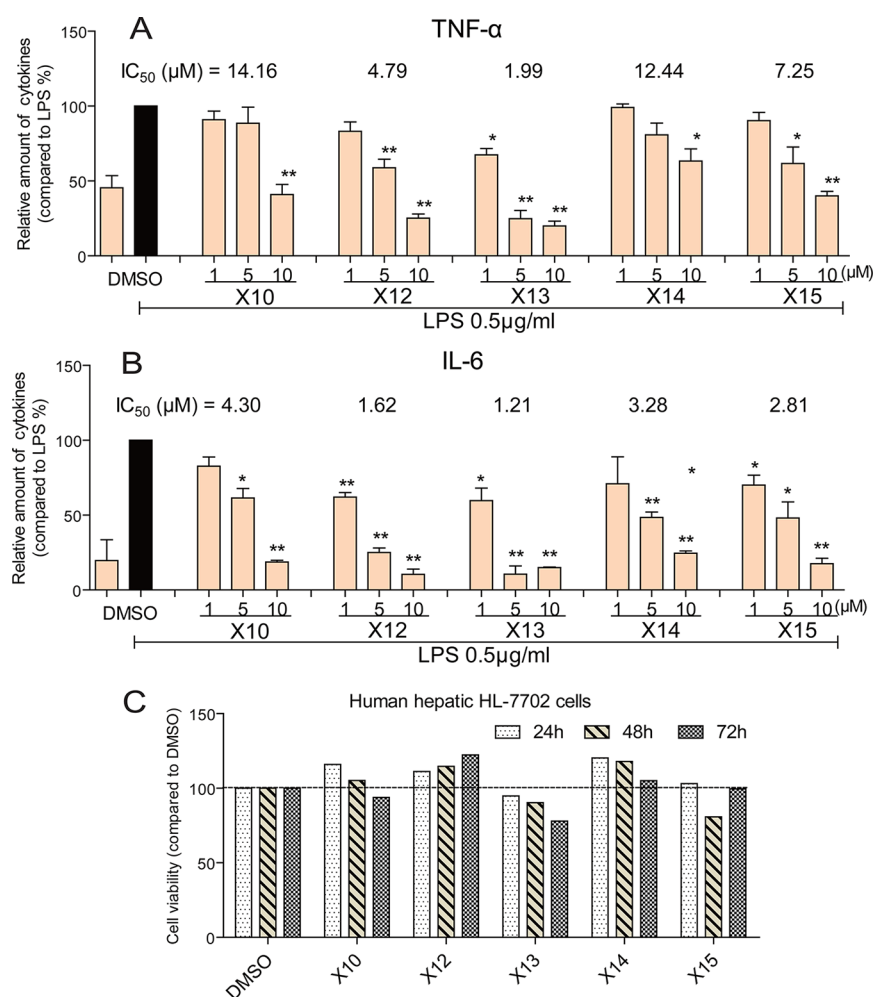 A
TNF-α
150
100
50
0
Relative amount of cytokines
(compared to LPS %)
IC50 (μM) = 14.16 4.79 1.99 12.44 7.25
** ** ** * ** ** * * **
DMSO
1 5 10 1 5 10 1 5 10 1 5 10 1 5 10 (μM)
X10 X12 X13 X14 X15
LPS 0.5μg/ml
B
IL-6
150
100
50
0
Relative amount of cytokines
(compared to LPS %)
IC50 (μM) = 4.30 1.62 1.21 3.28 2.81
* ** ** ** ** * ** ** ** ** * * * **
DMSO
1 5 10 1 5 10 1 5 10 1 5 10 1 5 10 (μM)
X10 X12 X13 X14 X15
LPS 0.5μg/ml
C
Human hepatic HL-7702 cells
24h 48h 72h
150
100
50
0
Cell viability (compared to DMSO)
DMSO X10 X12 X13 X14 X15